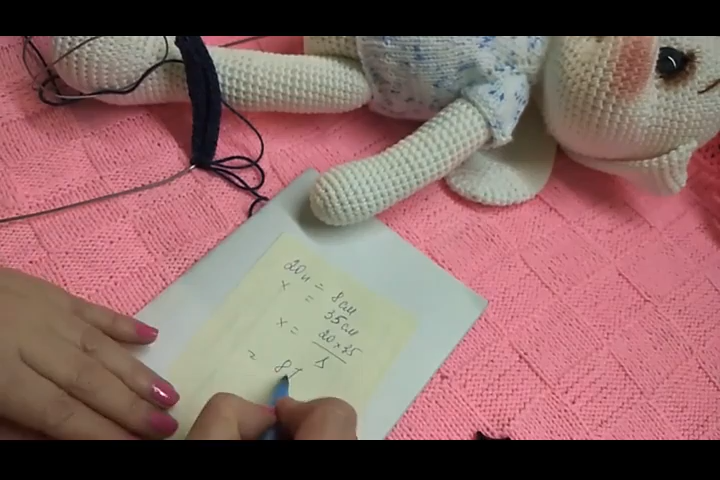 20п = 8см
x = 35см
x = 20×35
8
= 87